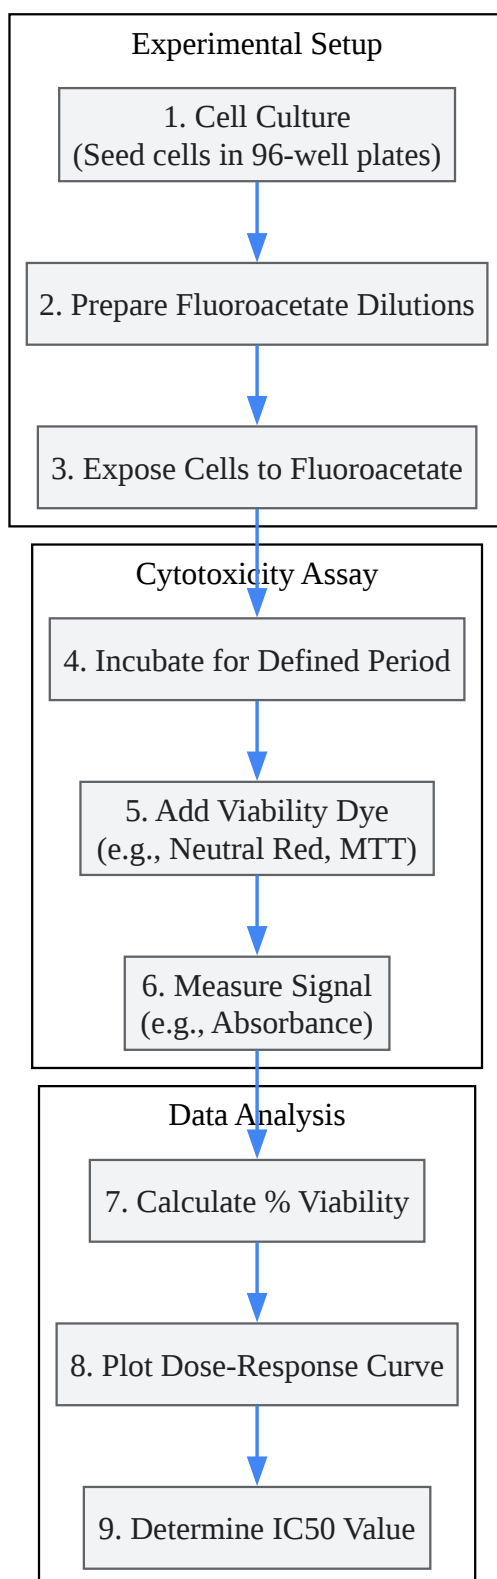 Experimental Setup
1. Cell Culture
(Seed cells in 96-well plates)
2. Prepare Fluoroacetate Dilutions
3. Expose Cells to Fluoroacetate
Cytotoxicity Assay
4. Incubate for Defined Period
5. Add Viability Dye
(e.g., Neutral Red, MTT)
6. Measure Signal
(e.g., Absorbance)
Data Analysis
7. Calculate % Viability
8. Plot Dose-Response Curve
9. Determine IC50 Value